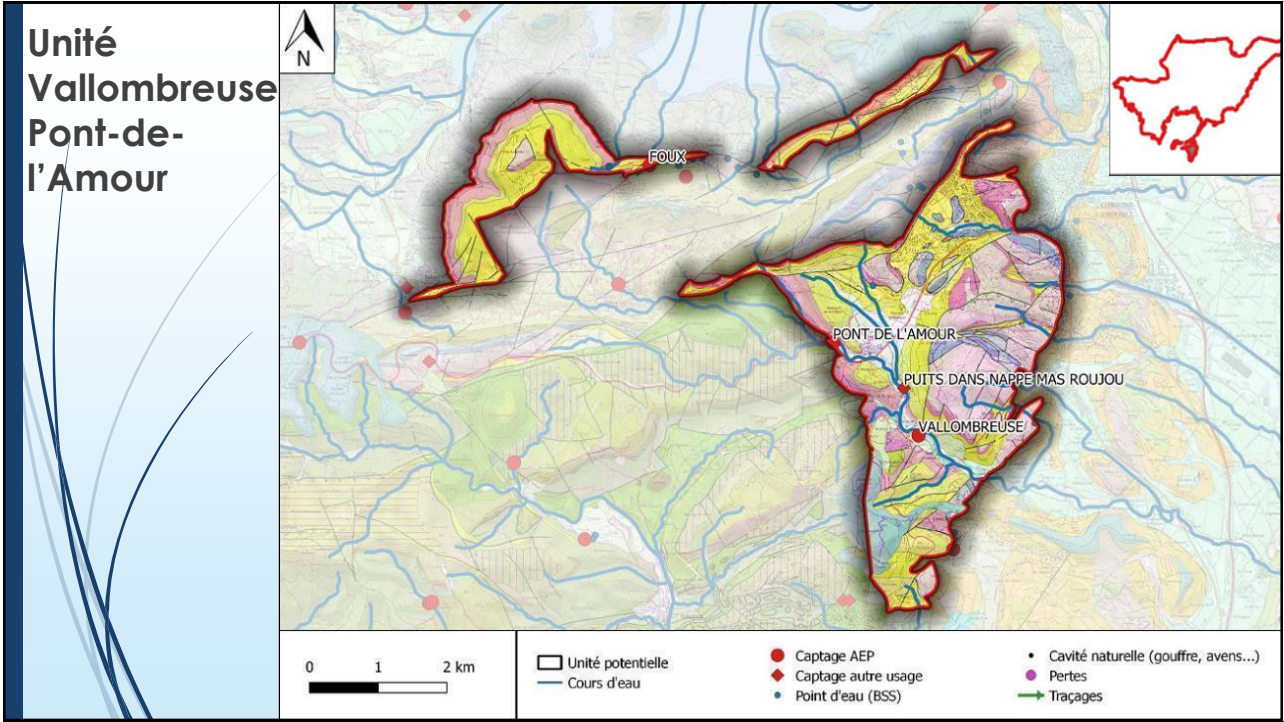 Unité
Vallombreuse
Pont-de-
l’Amour
N
FOUX
PONT DE L'AMOUR
PUITS DANS NAPPE MAS ROUJOU
VALLOMBREUSE
0 1 2 km
Unité potentielle
Cours d'eau
Captage AEP
Captage autre usage
Point d'eau (BSS)
Cavité naturelle (gouffre, avens...)
Pertes
Traçages